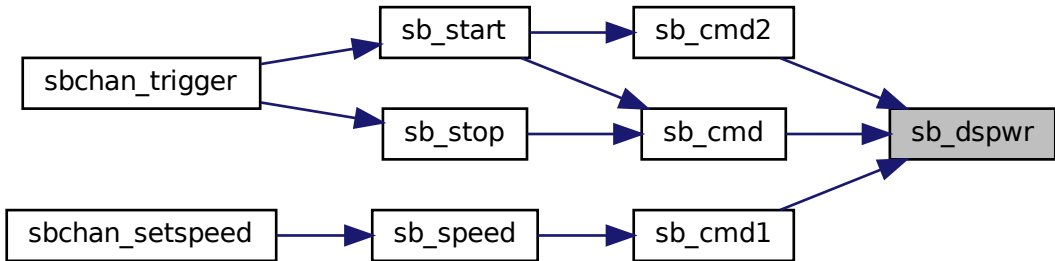 sb_start
sb_cmd2
sbchan_trigger
sb_stop
sb_cmd
sb_dspwr
sbchan_setspeed
sb_speed
sb_cmd1